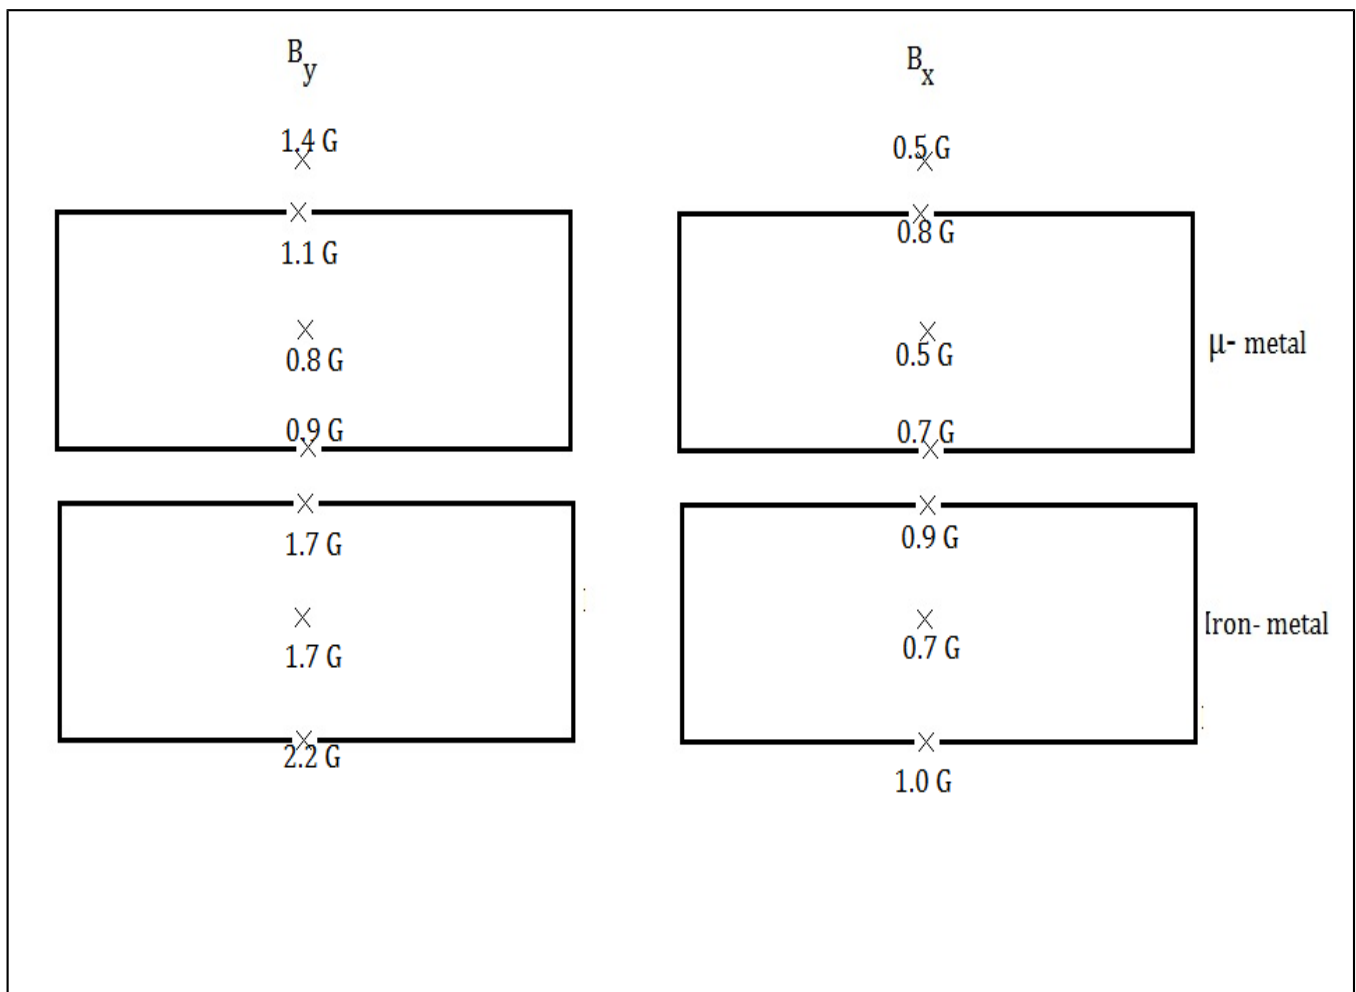 By
Bx
1.4 G
0.5 G
1.1 G
0.8 G
0.8 G
0.5 G
μ- metal
0.9 G
0.7 G
1.7 G
0.9 G
1.7 G
0.7 G
Iron- metal
2.2 G
1.0 G